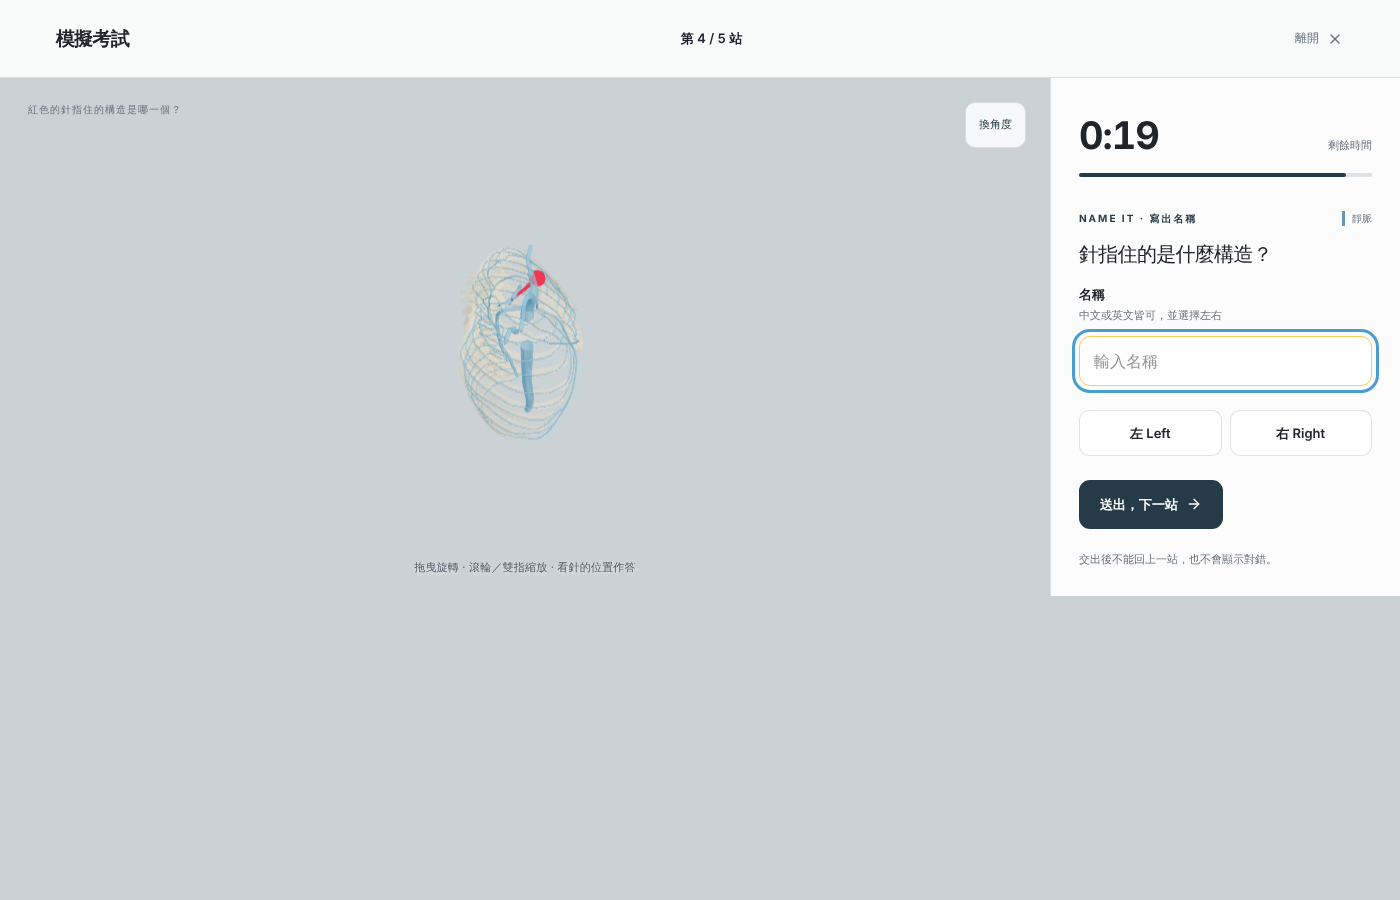 模擬考試
第 4 / 5 站
離開
紅色的針指住的構造是哪一個？
換角度
0:19
剩餘時間
NAME IT · 寫出名稱
靜脈
針指住的是什麼構造？
名稱
中文或英文皆可，並選擇左右
輸入名稱
左 Left
右 Right
送出，下一站
交出後不能回上一站，也不會顯示對錯。
拖曳旋轉 · 滾輪／雙指縮放 · 看針的位置作答